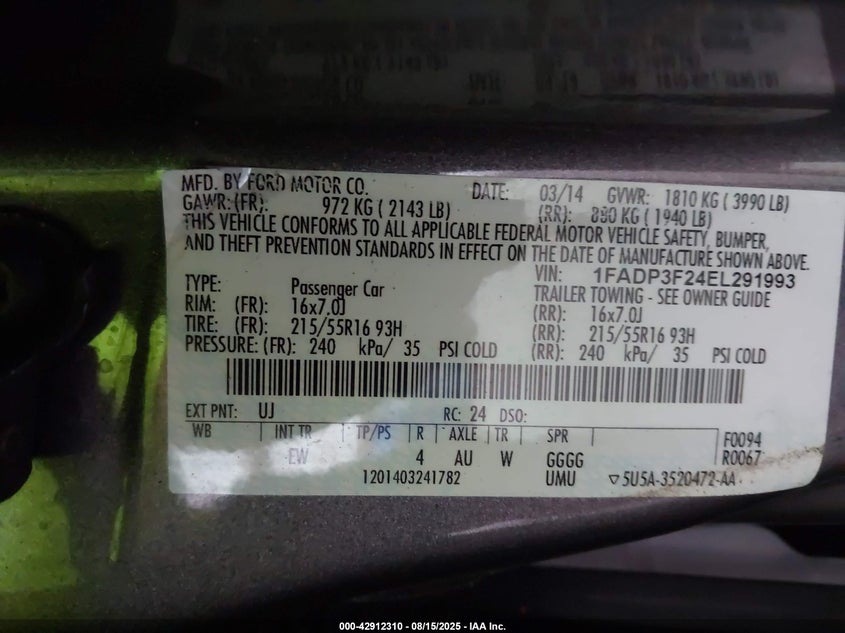 MFD. BY FORD MOTOR CO. DATE: 03/14 GVWR: 1810 KG ( 3990 LB)
GAWR: (FR): 972 KG ( 2143 LB) (RR): 880 KG ( 1940 LB)
THIS VEHICLE CONFORMS TO ALL APPLICABLE FEDERAL MOTOR VEHICLE SAFETY, BUMPER,
AND THEFT PREVENTION STANDARDS IN EFFECT ON THE DATE OF MANUFACTURE SHOWN ABOVE.
VIN: 1FADP3F24EL291993
TYPE: Passenger Car TRAILER TOWING - SEE OWNER GUIDE
RIM: (FR): 16x7.0J (RR): 16x7.0J
TIRE: (FR): 215/55R16 93H (RR): 215/55R16 93H
PRESSURE: (FR): 240 kPa/ 35 PSI COLD (RR): 240 kPa/ 35 PSI COLD
EXT PNT: UJ RC: 24 DSO:
WB INT TR TP/PS R AXLE TR SPR F0094
EW 4 AU W GGGG R0067
1201403241782 UMU ▽5U5A-3520472-AA
000-42912310 - 08/15/2025 - IAA Inc.